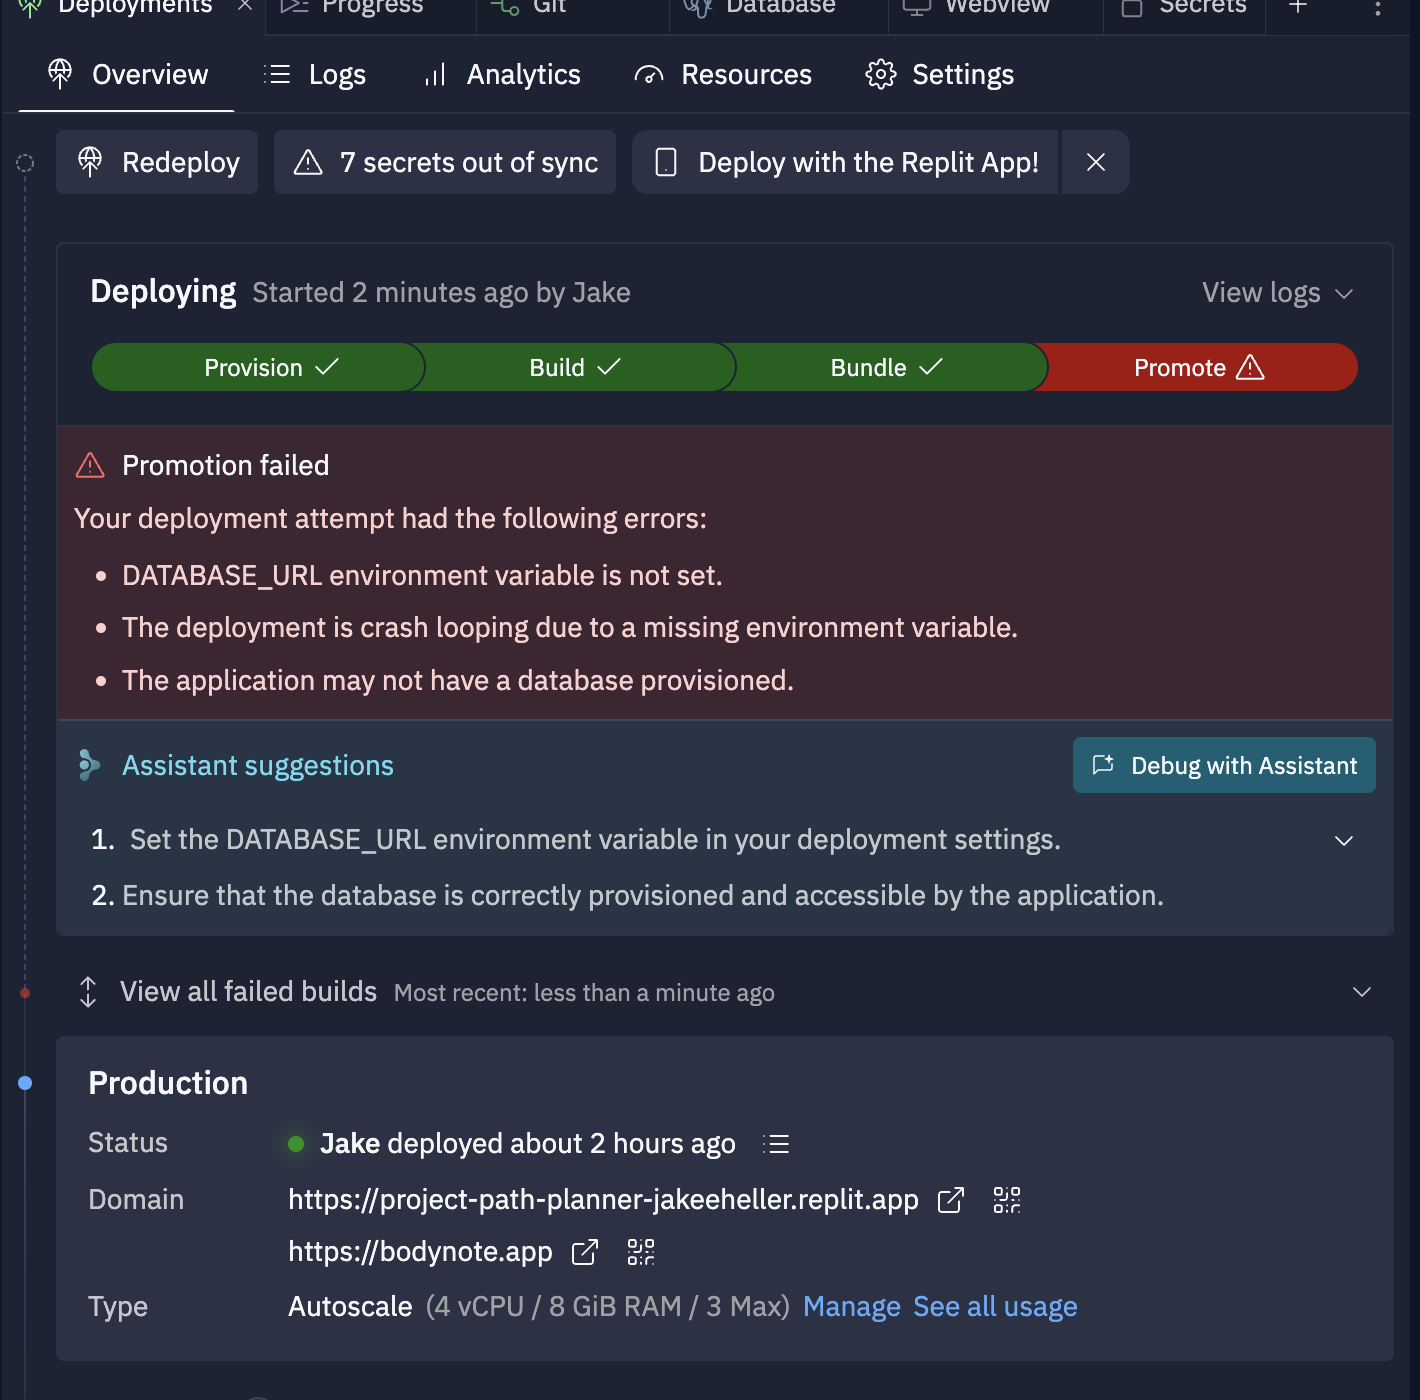 Deployments Progress Git Database Webview Secrets
Overview Logs Analytics Resources Settings
Redeploy 7 secrets out of sync Deploy with the Replit App!
Deploying Started 2 minutes ago by Jake View logs
Provision Build Bundle Promote
Promotion failed
Your deployment attempt had the following errors:
• DATABASE_URL environment variable is not set.
• The deployment is crash looping due to a missing environment variable.
• The application may not have a database provisioned.
Assistant suggestions Debug with Assistant
1. Set the DATABASE_URL environment variable in your deployment settings.
2. Ensure that the database is correctly provisioned and accessible by the application.
View all failed builds Most recent: less than a minute ago
Production
Status Jake deployed about 2 hours ago
Domain https://project-path-planner-jakeeheller.replit.app
https://bodynote.app
Type Autoscale (4 vCPU / 8 GiB RAM / 3 Max) Manage See all usage